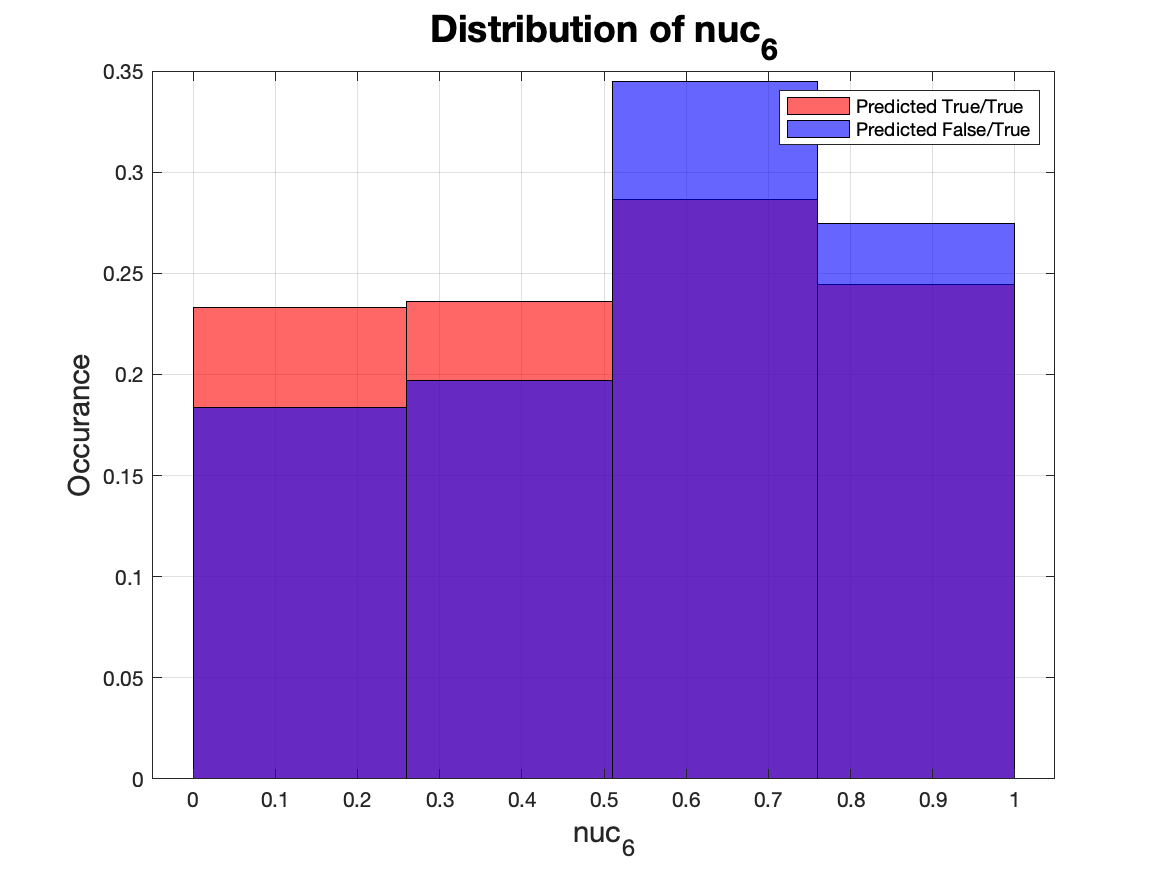 Distribution of nuc6
0.35
0.3
0.25
0.2
0.15
0.1
0.05
0
Occurance
Predicted True/True
Predicted False/True
0 0.1 0.2 0.3 0.4 0.5 0.6 0.7 0.8 0.9 1
nuc6